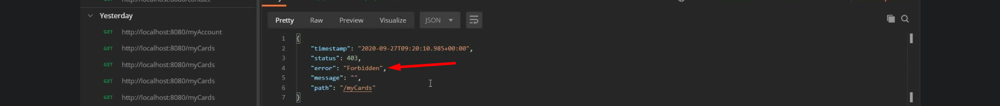 http://localhost:8080/contact
Yesterday
GET http://localhost:8080/myAccount
GET http://localhost:8080/myCards
GET http://localhost:8080/myCards
GET http://localhost:8080/myCards
GET http://localhost:8080/myCards
Pretty Raw Preview Visualize JSON
1 {
2 "timestamp": "2020-09-27T09:20:10.985+00:00",
3 "status": 403,
4 "error": "Forbidden",
5 "message": "",
6 "path": "/myCards"
7 }